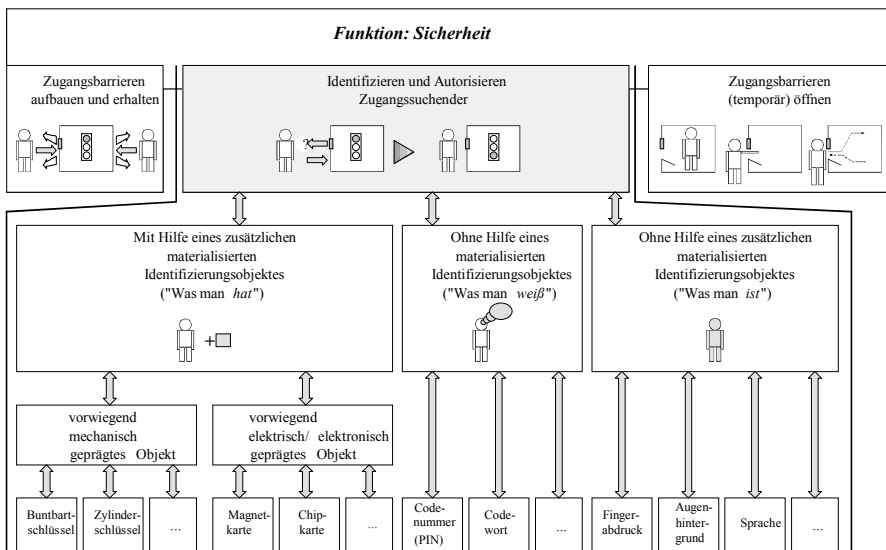 Funktion: Sicherheit
Zugangsbarrieren
aufbauen und erhalten
Identifizieren und Autorisieren
Zugangssuchender
?
Zugangsbarrieren
(temporär) öffnen
Mit Hilfe eines zusätzlichen
materialisierten
Identifizierungsobjektes
("Was man hat")
+
Ohne Hilfe eines
materialisierten
Identifizierungsobjektes
("Was man weiß")
Ohne Hilfe eines zusätzlichen
materialisierten
Identifizierungsobjektes
("Was man ist")
vorwiegend
mechanisch
geprägtes Objekt
vorwiegend
elektrisch/ elektronisch
geprägtes Objekt
Buntbart-
schlüssel
Zylinder-
schlüssel
...
Magnet-
karte
Chip-
karte
...
Code-
nummer
(PIN)
Code-
wort
...
Finger-
abdruck
Augen-
hinter-
grund
Sprache
...